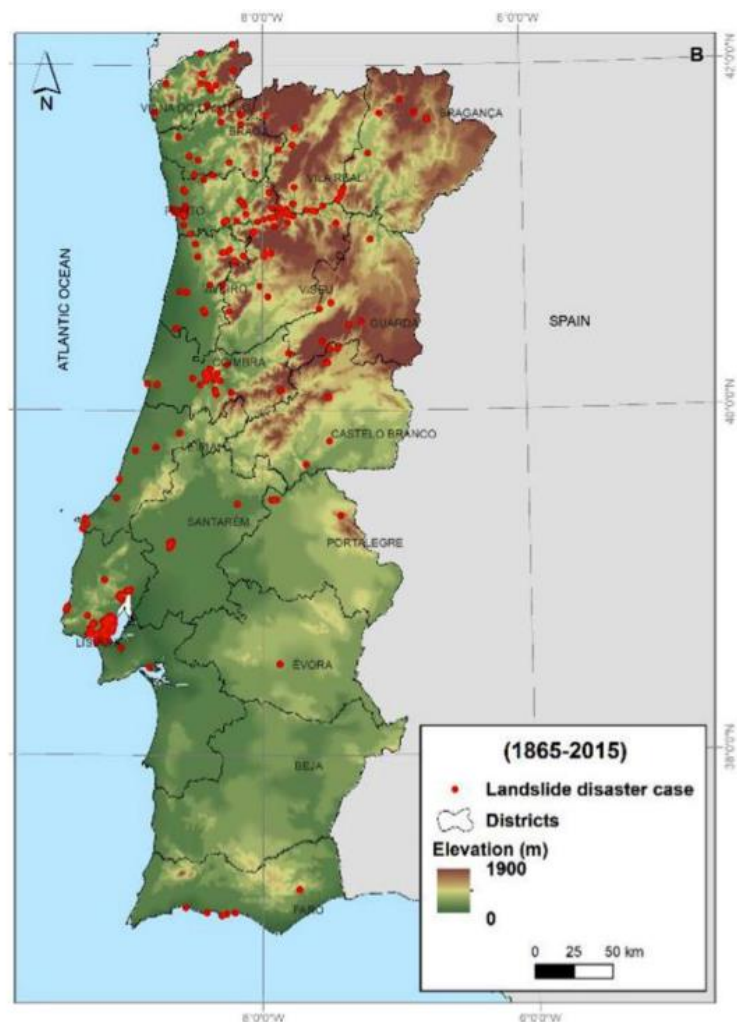 8°0'0"W
6°0'0"W
B
42°0'0"N
N
BRAGANÇA
BRAGA
VILA REAL
PORTO
ATLANTIC OCEAN
VISEU
SPAIN
GUARDA
COIMBRA
40°0'0"N
CASTELO BRANCO
SANTARÉM
PORTALEGRE
ÉVORA
(1865-2015)
38°0'0"N
BEJA
Landslide disaster case
Districts
Elevation (m)
1900
0
FARO
0 25 50 km
8°0'0"W
6°0'0"W